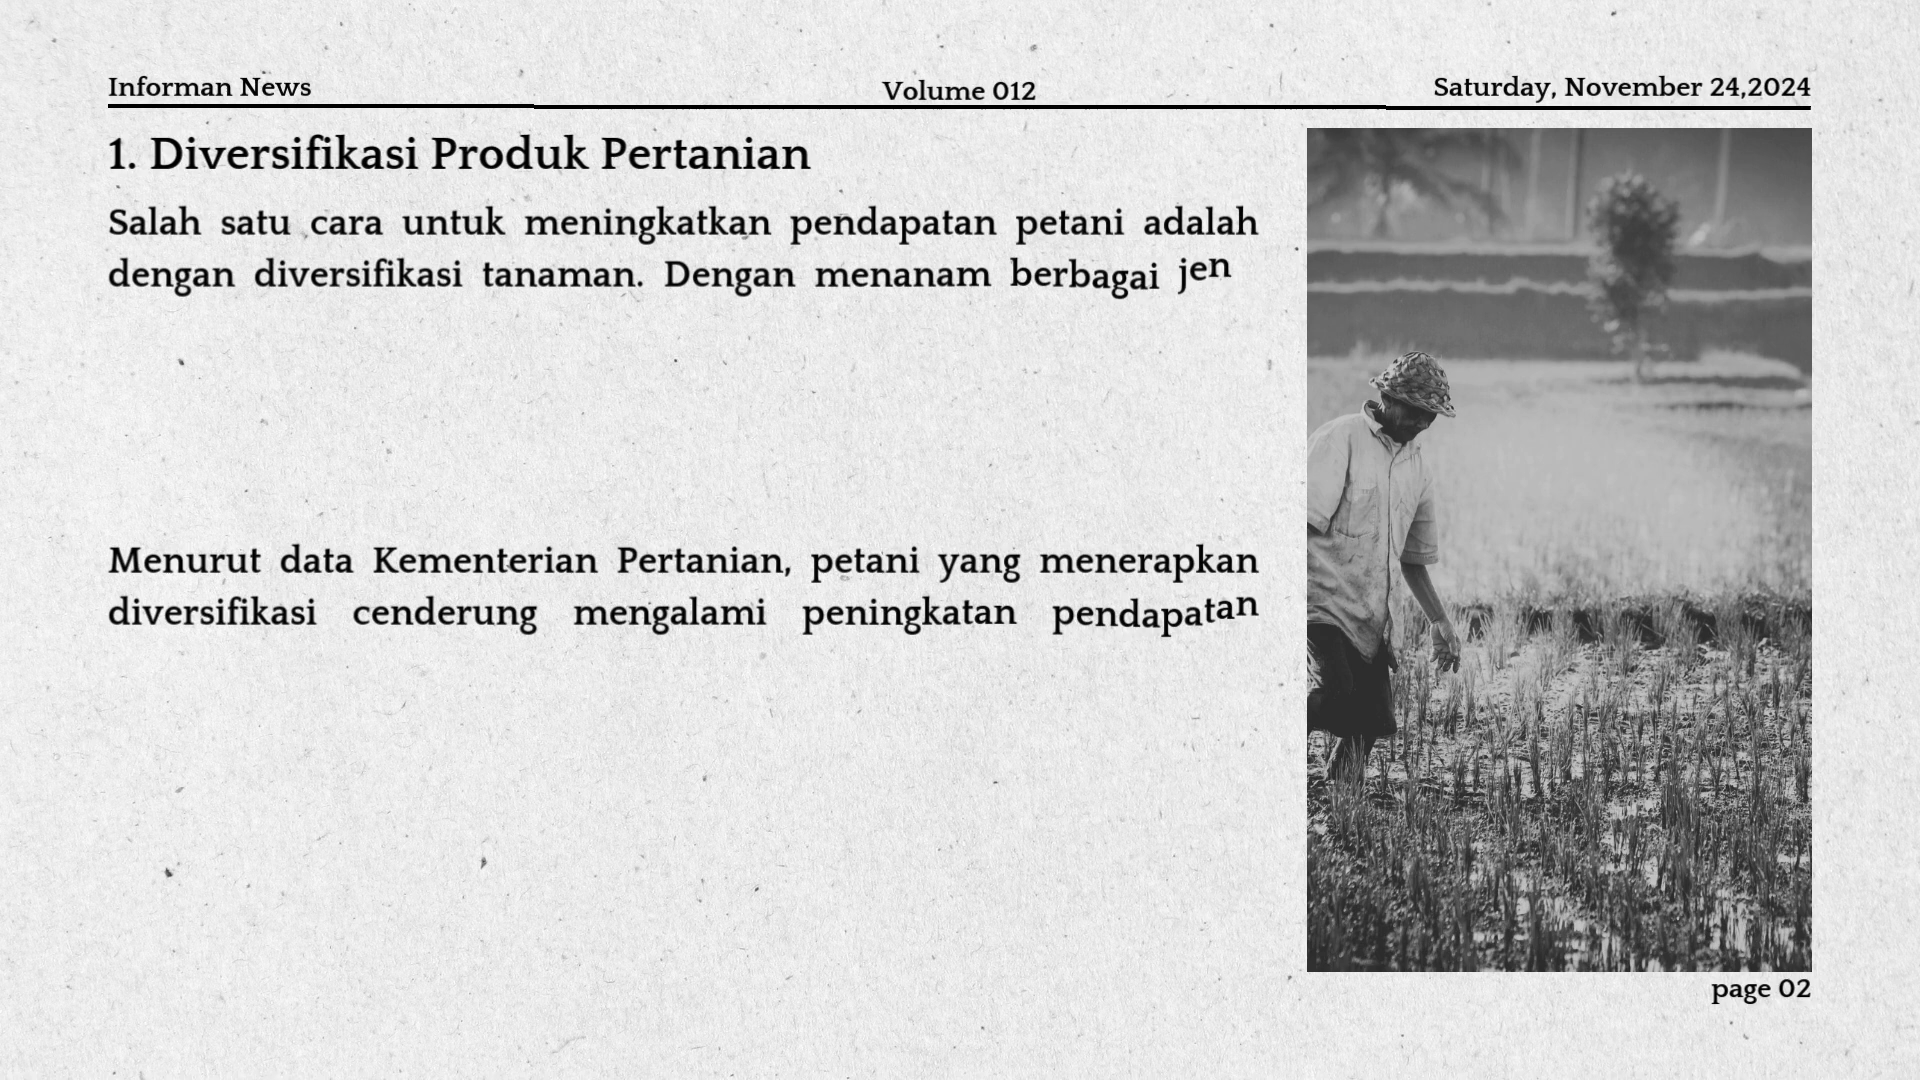 Informan News
Volume 012
Saturday, November 24,2024
1. Diversifikasi Produk Pertanian
Salah satu cara untuk meningkatkan pendapatan petani adalah
dengan diversifikasi tanaman. Dengan menanam berbagai jen
Menurut data Kementerian Pertanian, petani yang menerapkan
diversifikasi cenderung mengalami peningkatan pendapatan
page 02